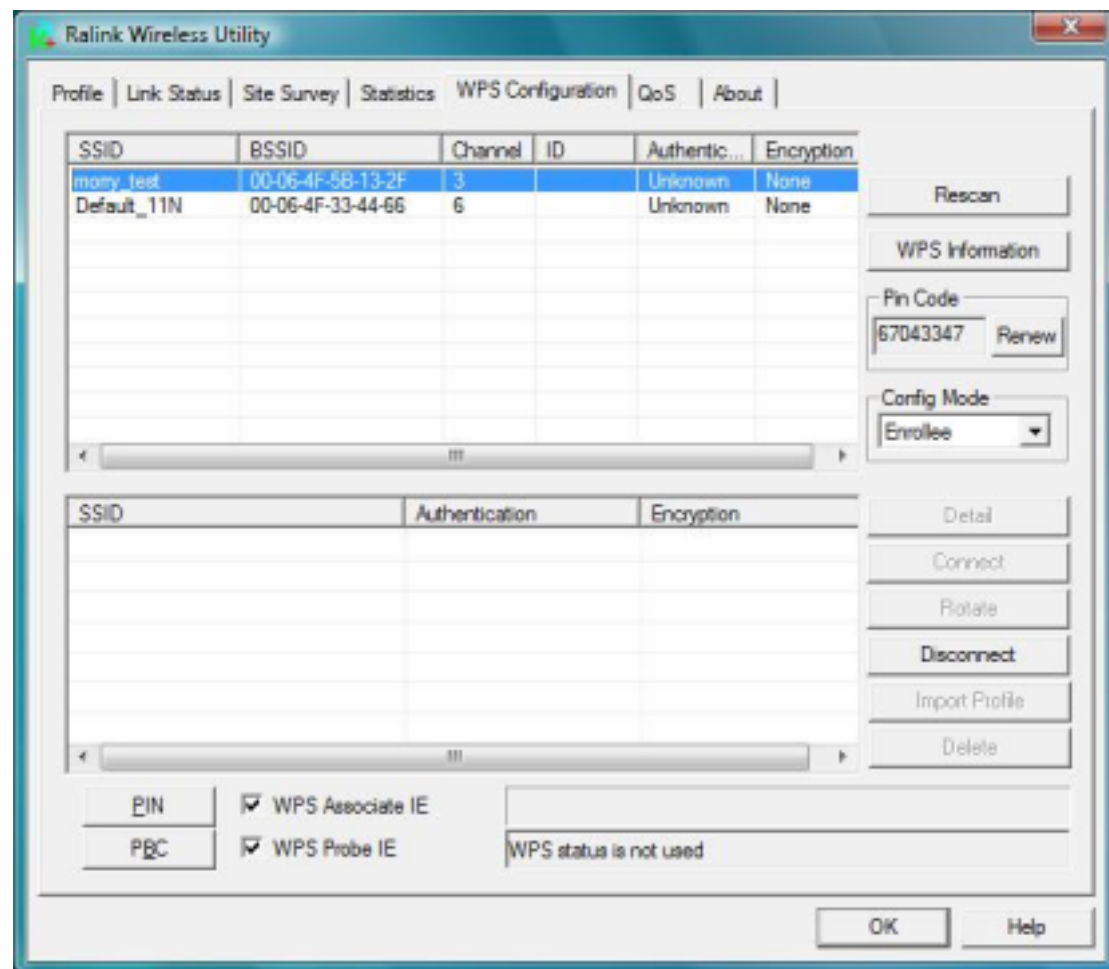 Ralink Wireless Utility
Profile Link Status Site Survey Statistics WPS Configuration QoS About
SSID BSSID Channel ID Authentic... Encryption
morry_test 00-06-4F-5B-13-2F 3 Unknown None
Default_11N 00-06-4F-33-44-66 6 Unknown None
Rescan
WPS Information
Pin Code
67043347 Renew
Config Mode
Enrollee
SSID Authentication Encryption
Detail
Connect
Rotate
Disconnect
Import Profile
Delete
PIN WPS Associate IE
PBC WPS Probe IE WPS status is not used
OK Help